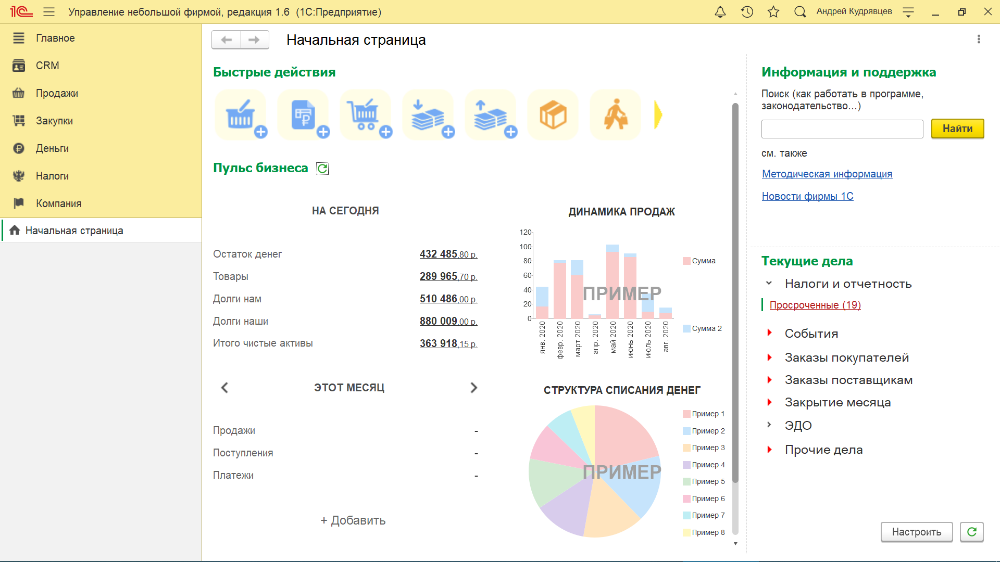 1С Управление небольшой фирмой, редакция 1.6 (1С:Предприятие)
Андрей Кудрявцев
Главное
CRM
Продажи
Закупки
Деньги
Налоги
Компания
Начальная страница
Начальная страница
Быстрые действия
Пульс бизнеса
НА СЕГОДНЯ
Остаток денег 432 485,80 р.
Товары 289 965,70 р.
Долги нам 510 486,00 р.
Долги наши 880 009,00 р.
Итого чистые активы 363 918,15 р.
ЭТОТ МЕСЯЦ
Продажи -
Поступления -
Платежи -
+ Добавить
ДИНАМИКА ПРОДАЖ
120
100
80
60
40
20
0
янв. 2020
февр. 2020
март 2020
апр. 2020
май 2020
июнь 2020
июль 2020
авг. 2020
ПРИМЕР
Сумма
Сумма 2
СТРУКТУРА СПИСАНИЯ ДЕНЕГ
ПРИМЕР
Пример 1
Пример 2
Пример 3
Пример 4
Пример 5
Пример 6
Пример 7
Пример 8
Информация и поддержка
Поиск (как работать в программе,
законодательство...)
Найти
см. также
Методическая информация
Новости фирмы 1С
Текущие дела
Налоги и отчетность
Просроченные (19)
События
Заказы покупателей
Заказы поставщикам
Закрытие месяца
ЭДО
Прочие дела
Настроить